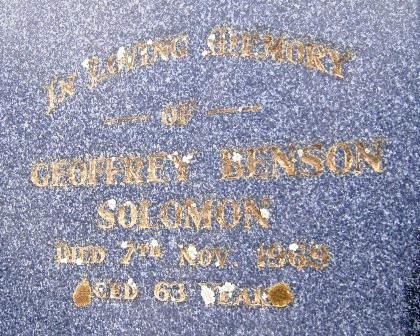 IN LOVING MEMORY
OF
GEOFFREY BENSON
SOLOMON
DIED 7TH NOV. 1969
AGED 63 YEARS